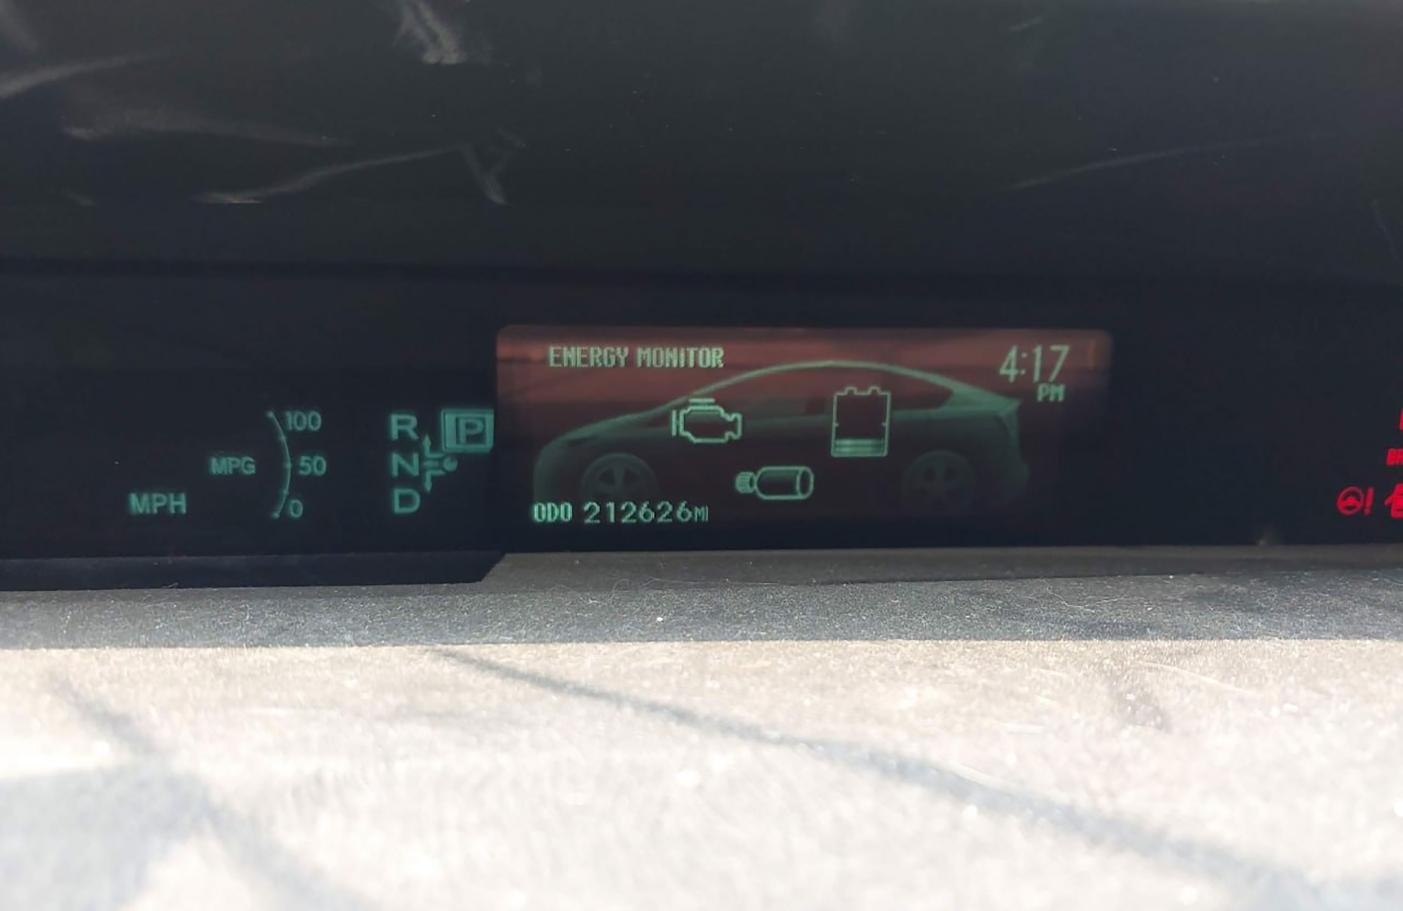 ENERGY MONITOR
4:17
PM
100
MPG
50
0
MPH
R
P
N
D
ODO 212626MI
!